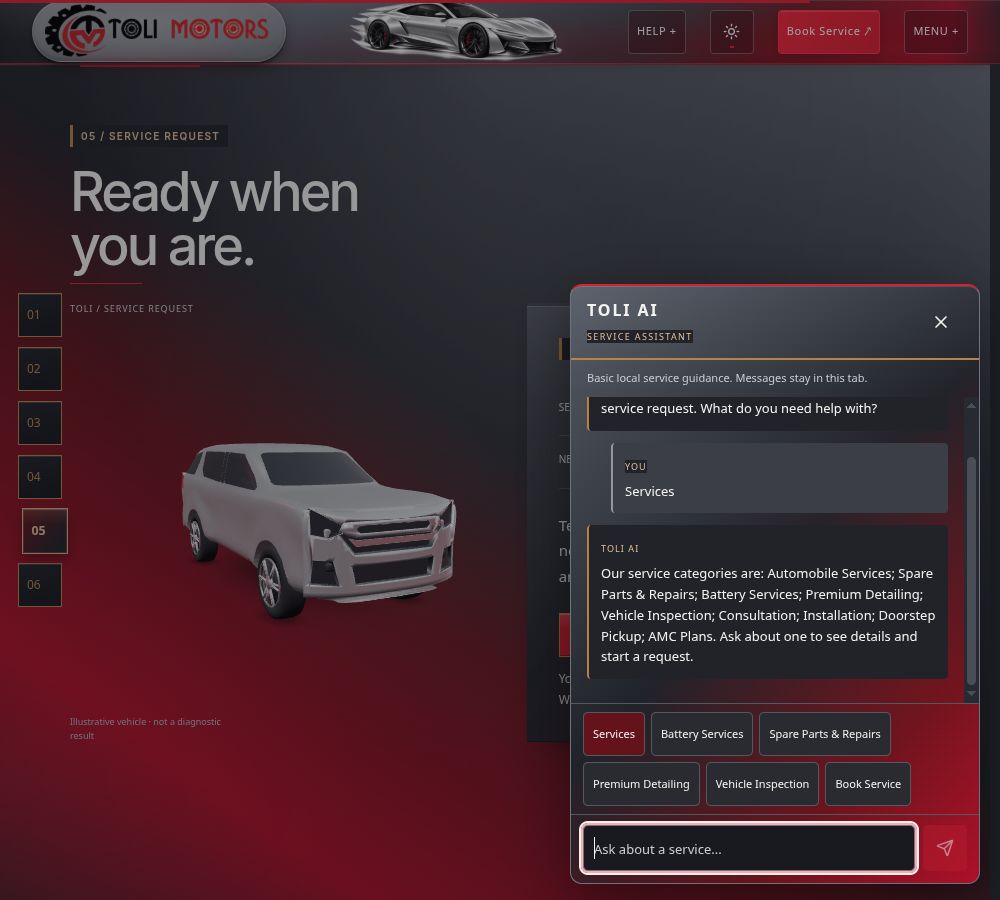 TOLI MOTORS
HELP +
Book Service ↗
MENU +
05 / SERVICE REQUEST
Ready when
you are.
TOLI / SERVICE REQUEST
01
02
03
04
05
06
Illustrative vehicle · not a diagnostic
result
TOLI AI
SERVICE ASSISTANT
Basic local service guidance. Messages stay in this tab.
service request. What do you need help with?
YOU
Services
TOLI AI
Our service categories are: Automobile Services; Spare
Parts & Repairs; Battery Services; Premium Detailing;
Vehicle Inspection; Consultation; Installation; Doorstep
Pickup; AMC Plans. Ask about one to see details and
start a request.
Services
Battery Services
Spare Parts & Repairs
Premium Detailing
Vehicle Inspection
Book Service
Ask about a service...